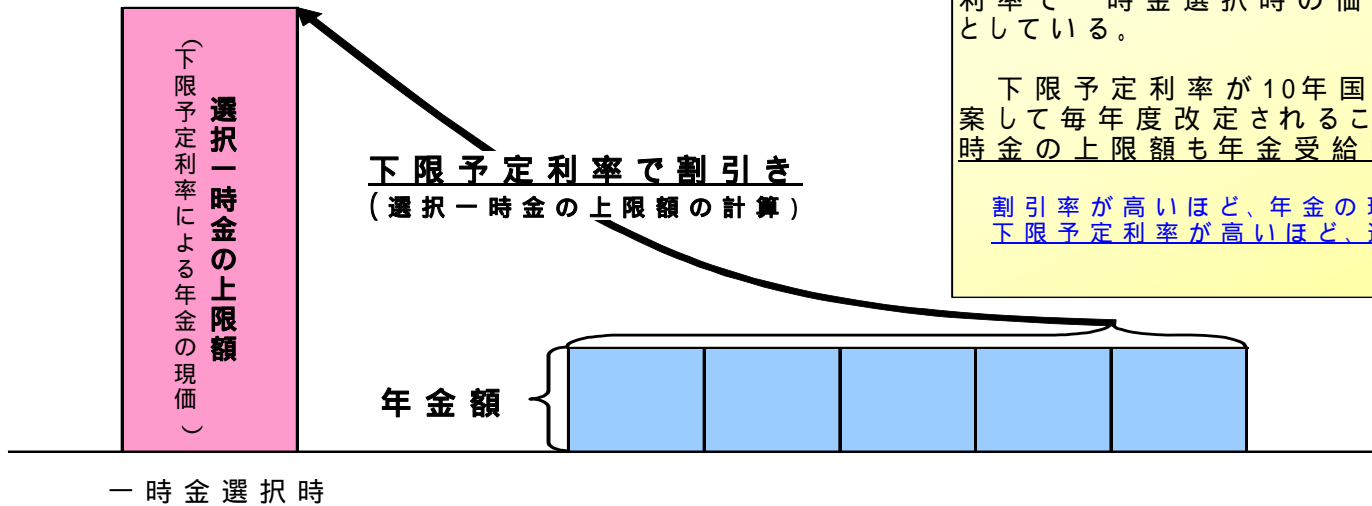 選択一時金の上限額
(下限予定利率による年金の現価)
下限予定利率で割引き
(選択一時金の上限額の計算)
年金額
一時金選択時
としている。
下限予定利率が10年国
案して毎年度改定されるこ
時金の上限額も年金受給
割引率が高いほど、年金の
下限予定利率が高いほど、